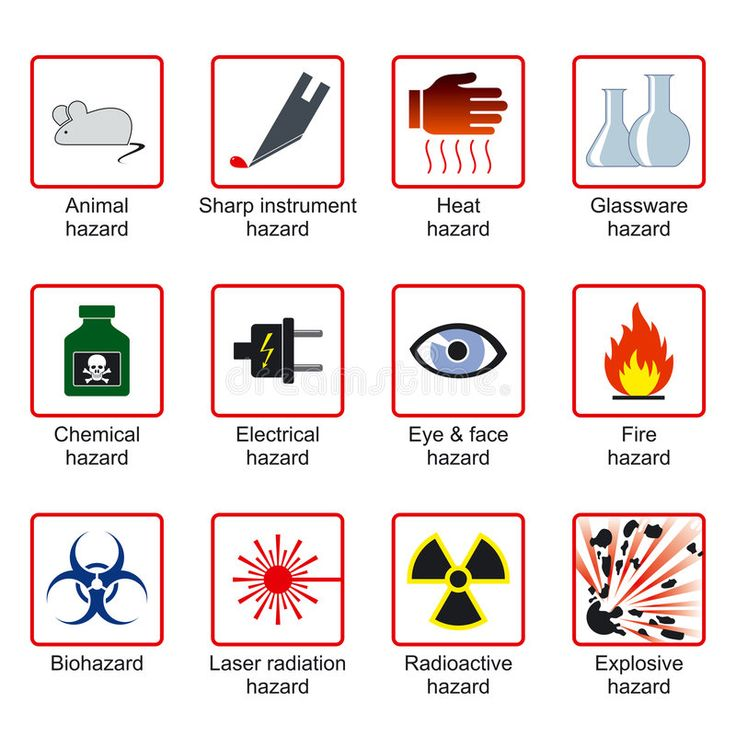 Animal
hazard
Sharp instrument
hazard
Heat
hazard
Glassware
hazard
Chemical
hazard
Electrical
hazard
Eye & face
hazard
Fire
hazard
Biohazard
Laser radiation
hazard
Radioactive
hazard
Explosive
hazard
dreamstime